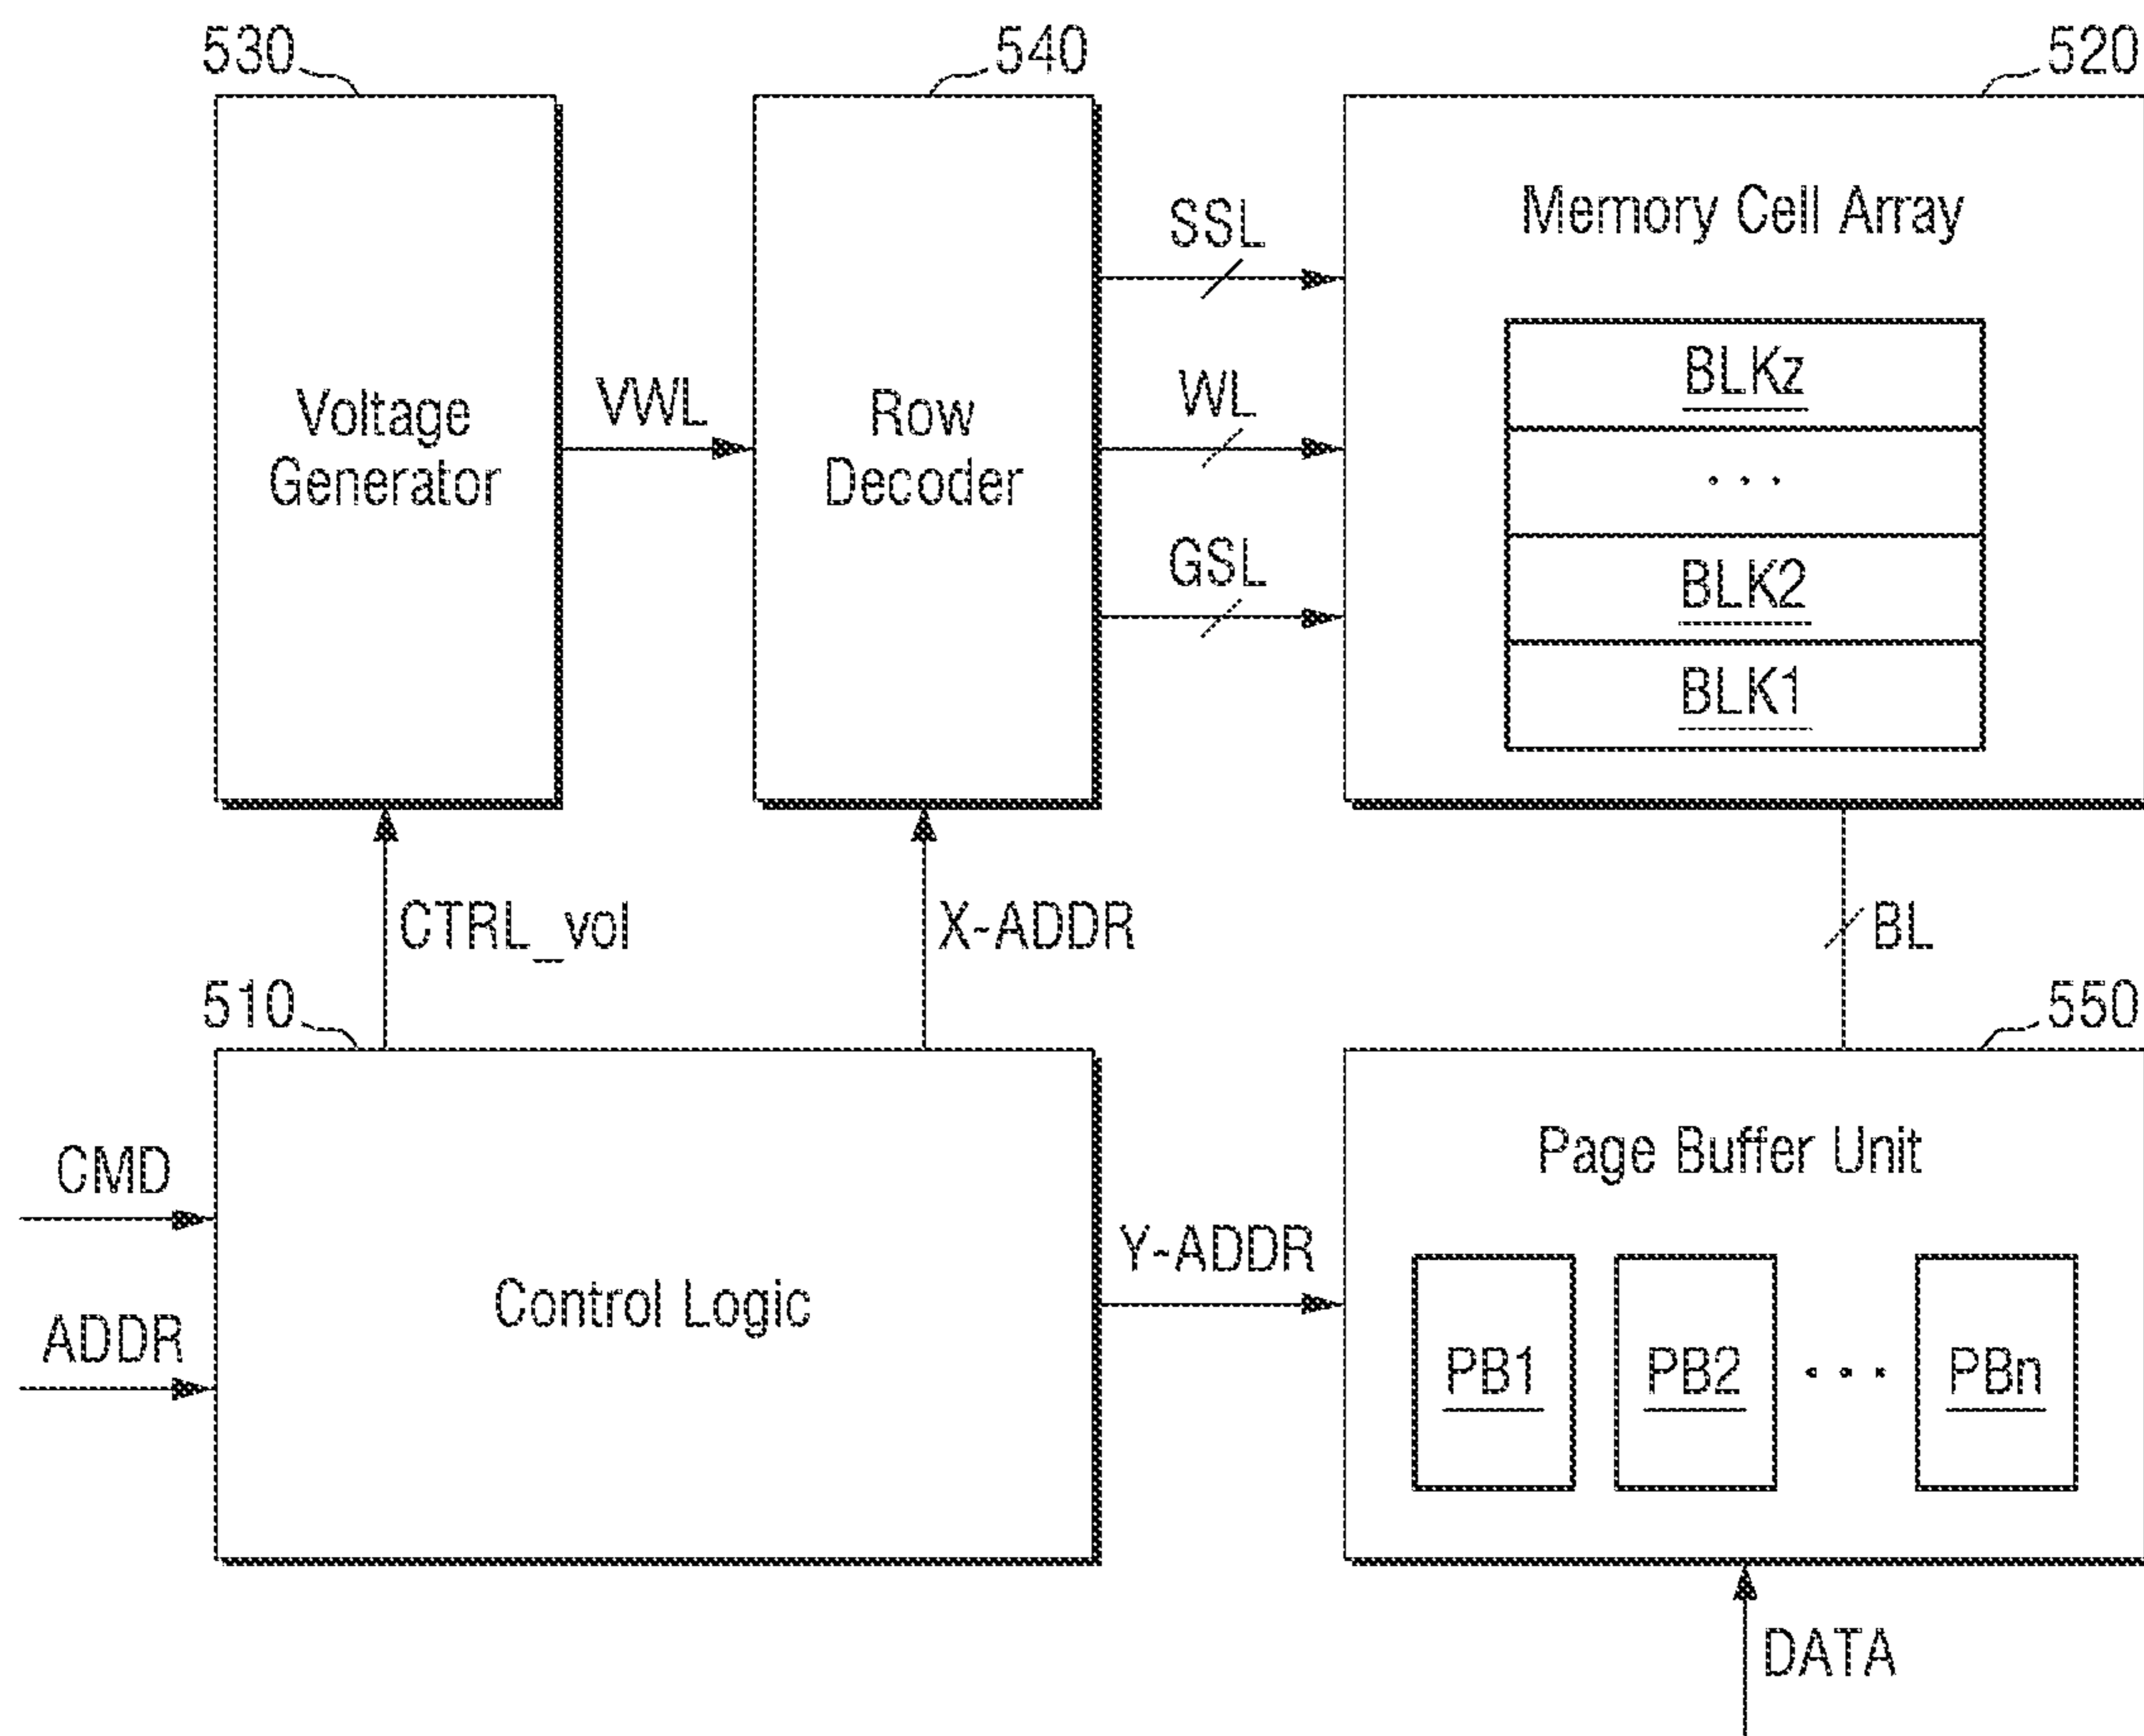 530
540
520
Voltage
Generator
VWL
Row
Decoder
SSL
WL
GSL
Memory Cell Array
BLKz
...
BLK2
BLK1
CTRL_vol
X-ADDR
BL
510
550
CMD
ADDR
Control Logic
Y-ADDR
Page Buffer Unit
PB1 PB2 ... PBn
DATA